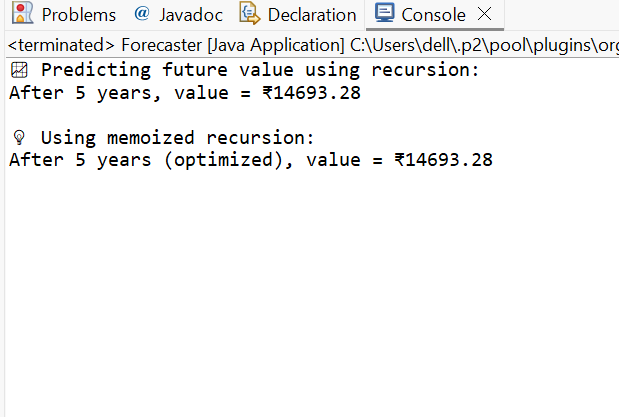 Problems @ Javadoc Declaration Console
<terminated> Forecaster [Java Application] C:\Users\dell\.p2\pool\plugins\org
📈 Predicting future value using recursion:
After 5 years, value = ₹14693.28
💡 Using memoized recursion:
After 5 years (optimized), value = ₹14693.28